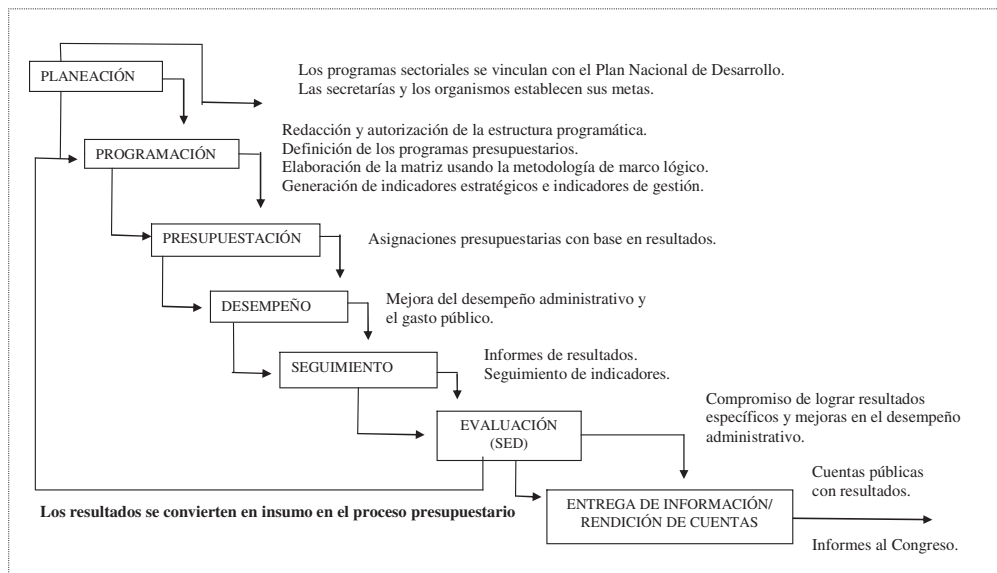 PLANEACIÓN
Los programas sectoriales se vinculan con el Plan Nacional de Desarrollo.
Las secretarías y los organismos establecen sus metas.
PROGRAMACIÓN
Redacción y autorización de la estructura programática.
Definición de los programas presupuestarios.
Elaboración de la matriz usando la metodología de marco lógico.
Generación de indicadores estratégicos e indicadores de gestión.
PRESUPUESTACIÓN
Asignaciones presupuestarias con base en resultados.
DESEMPEÑO
Mejora del desempeño administrativo y
el gasto público.
SEGUIMIENTO
Informes de resultados.
Seguimiento de indicadores.
EVALUACIÓN
(SED)
Compromiso de lograr resultados
específicos y mejoras en el desempeño
administrativo.
ENTREGA DE INFORMACIÓN/
RENDICIÓN DE CUENTAS
Cuentas públicas
con resultados.
Informes al Congreso.
Los resultados se convierten en insumo en el proceso presupuestario